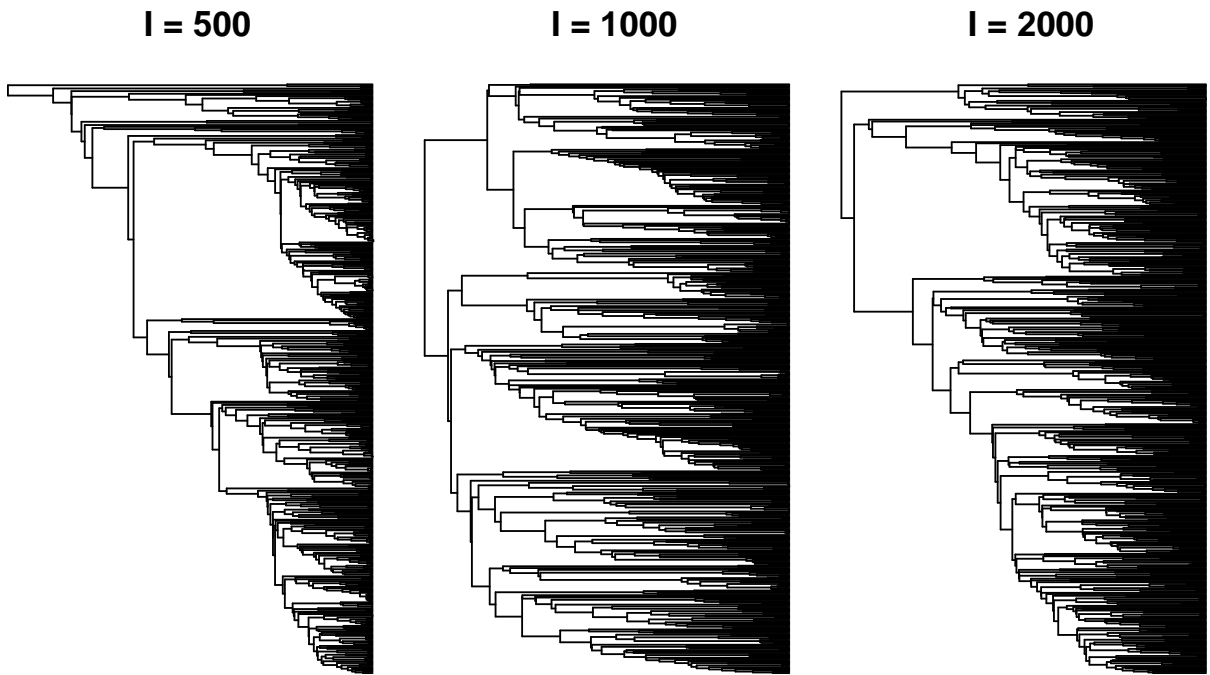 l = 500
l = 1000
l = 2000